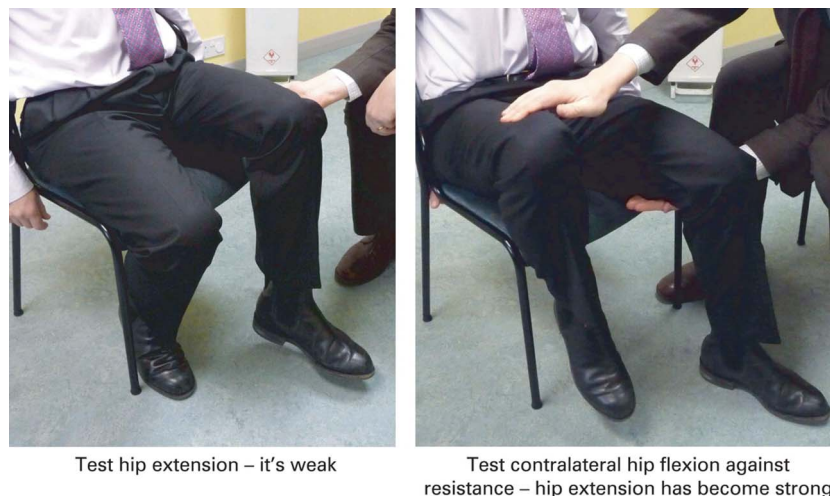 Test hip extension – it's weak
Test contralateral hip flexion against
resistance – hip extension has become strong